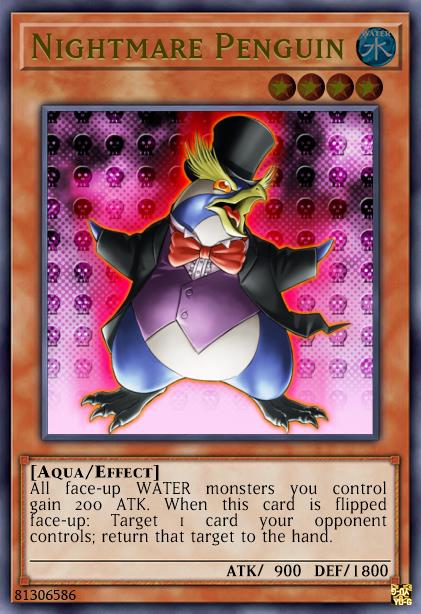 Nightmare Penguin
WATER
水
[Aqua/Effect]
All face-up WATER monsters you control
gain 200 ATK. When this card is flipped
face-up: Target 1 card your opponent
controls; return that target to the hand.
ATK/ 900 DEF/1800
81306586